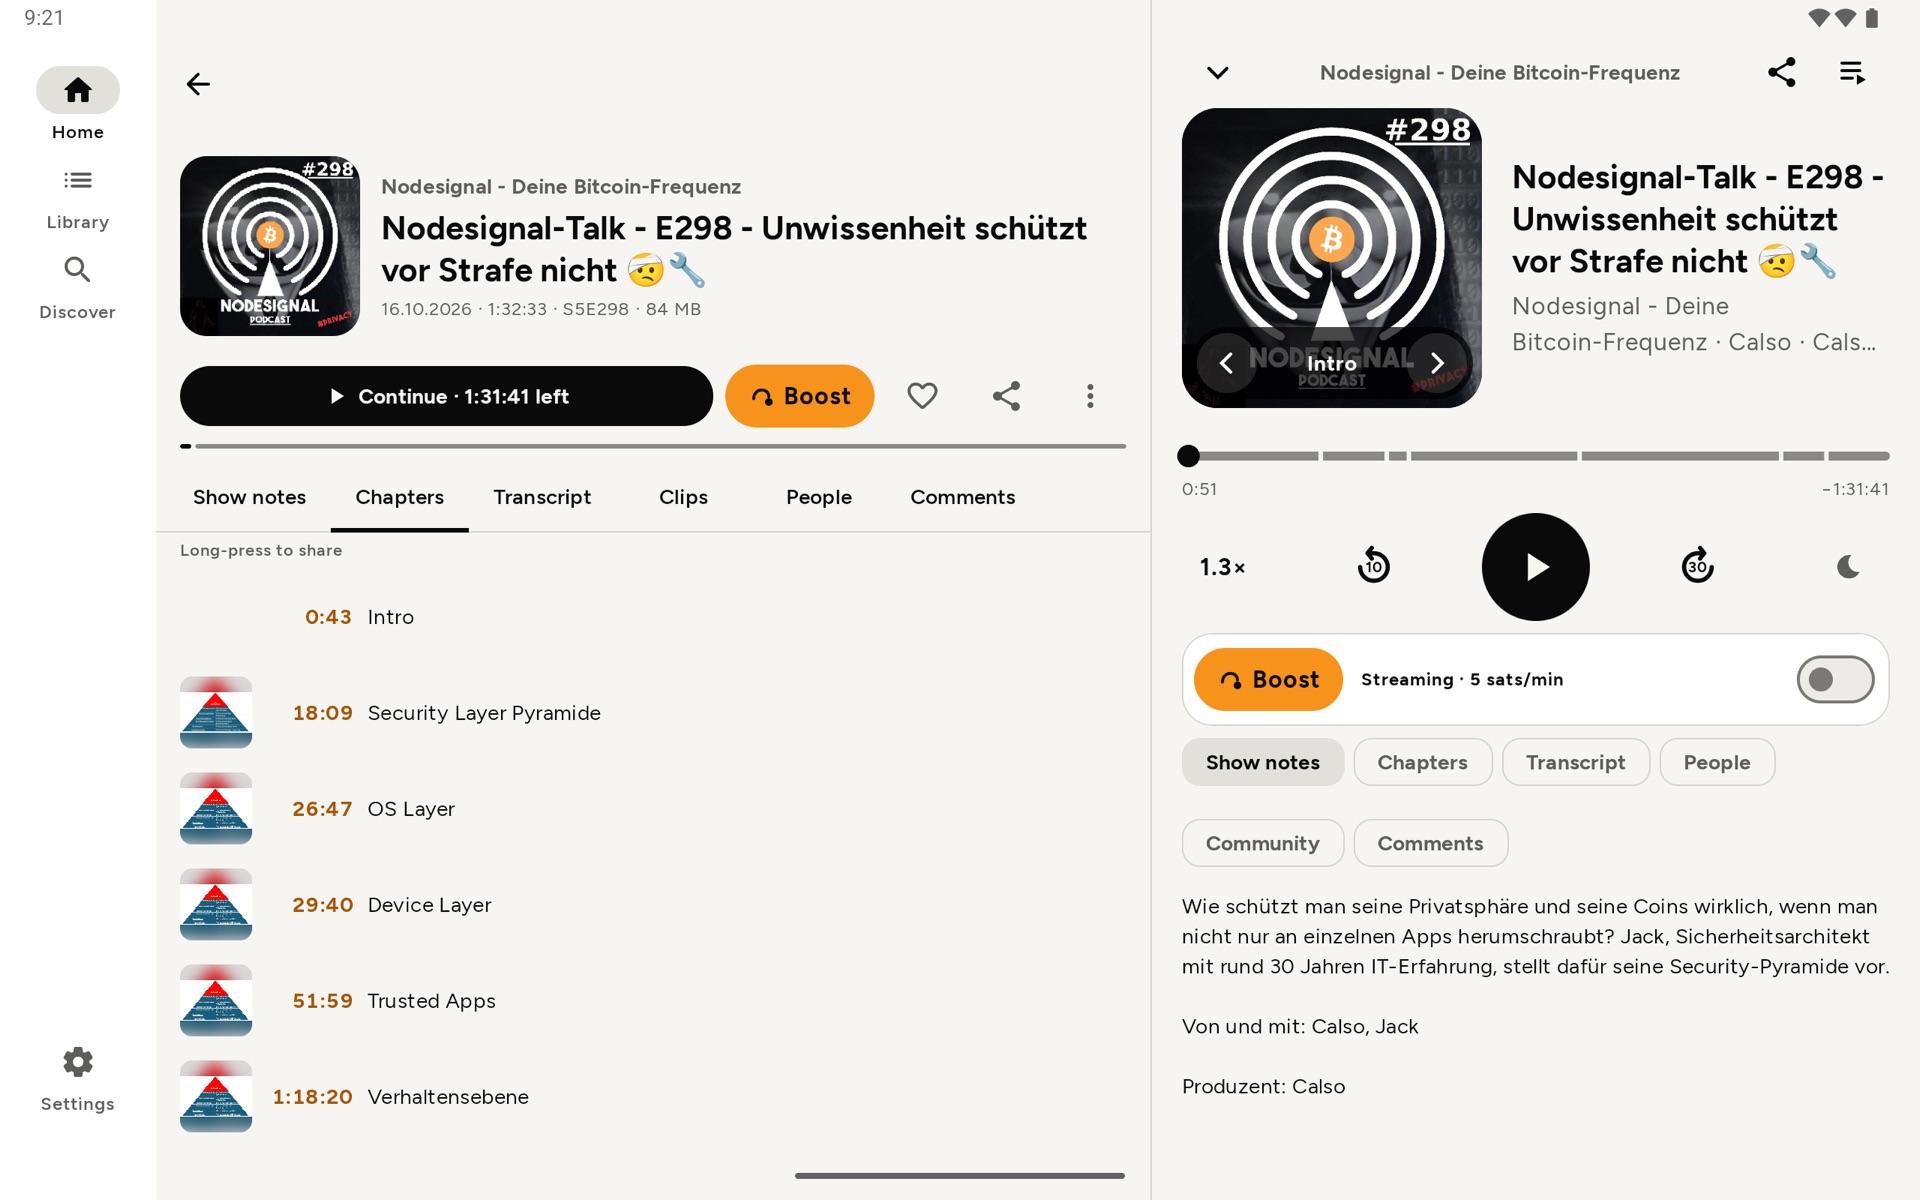 9:21
Home
Library
Discover
Settings
#298
NODESIGNAL
PODCAST
#PRIVACY
Nodesignal - Deine Bitcoin-Frequenz
Nodesignal-Talk - E298 - Unwissenheit schützt
vor Strafe nicht 🤕🔧
16.10.2026 · 1:32:33 · S5E298 · 84 MB
Continue · 1:31:41 left
Boost
Show notes
Chapters
Transcript
Clips
People
Comments
Long-press to share
0:43 Intro
18:09 Security Layer Pyramide
26:47 OS Layer
29:40 Device Layer
51:59 Trusted Apps
1:18:20 Verhaltensebene
Nodesignal - Deine Bitcoin-Frequenz
#298
NODESIGNAL
PODCAST
#PRIVACY
Intro
Nodesignal-Talk - E298 -
Unwissenheit schützt
vor Strafe nicht 🤕🔧
Nodesignal - Deine
Bitcoin-Frequenz · Calso · Cals...
0:51
−1:31:41
1.3×
10
30
Boost
Streaming · 5 sats/min
Show notes
Chapters
Transcript
People
Community
Comments
Wie schützt man seine Privatsphäre und seine Coins wirklich, wenn man
nicht nur an einzelnen Apps herumschraubt? Jack, Sicherheitsarchitekt
mit rund 30 Jahren IT-Erfahrung, stellt dafür seine Security-Pyramide vor.
Von und mit: Calso, Jack
Produzent: Calso